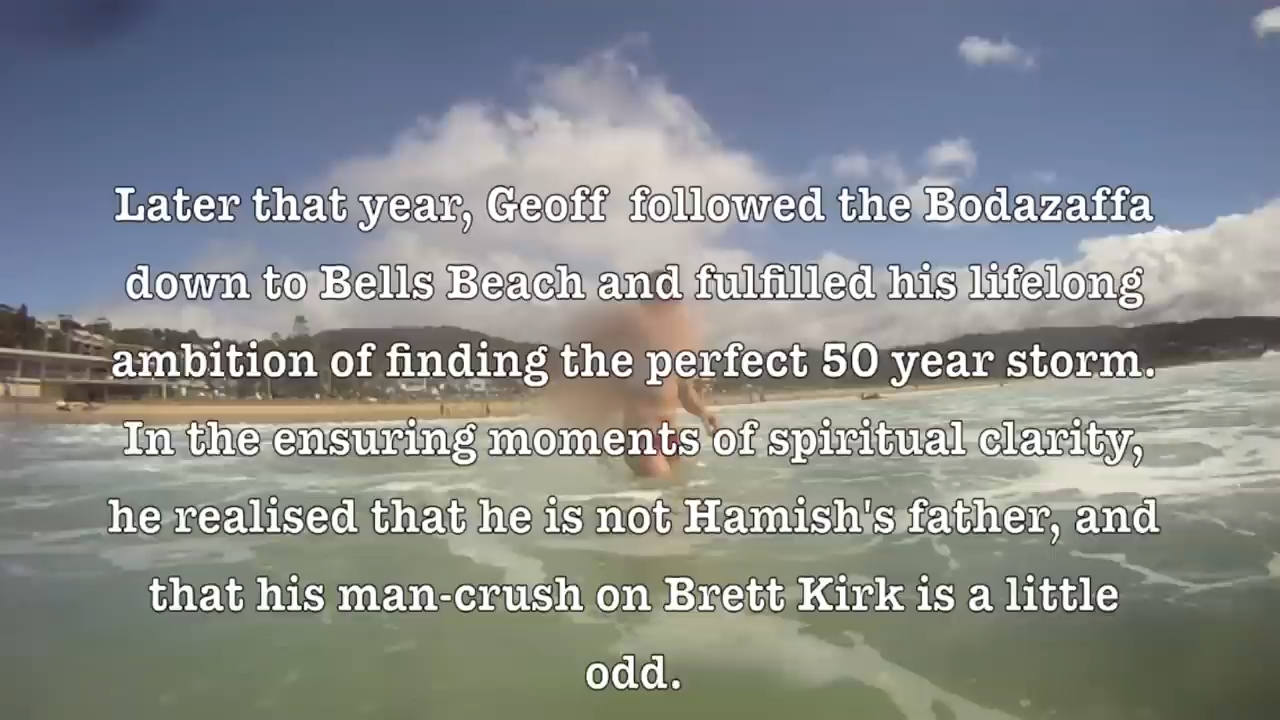 Later that year, Geoff  followed the Bodazaffa
down to Bells Beach and fulfilled his lifelong
ambition of finding the perfect 50 year storm.
In the ensuring moments of spiritual clarity,
he realised that he is not Hamish's father, and
that his man-crush on Brett Kirk is a little
odd.